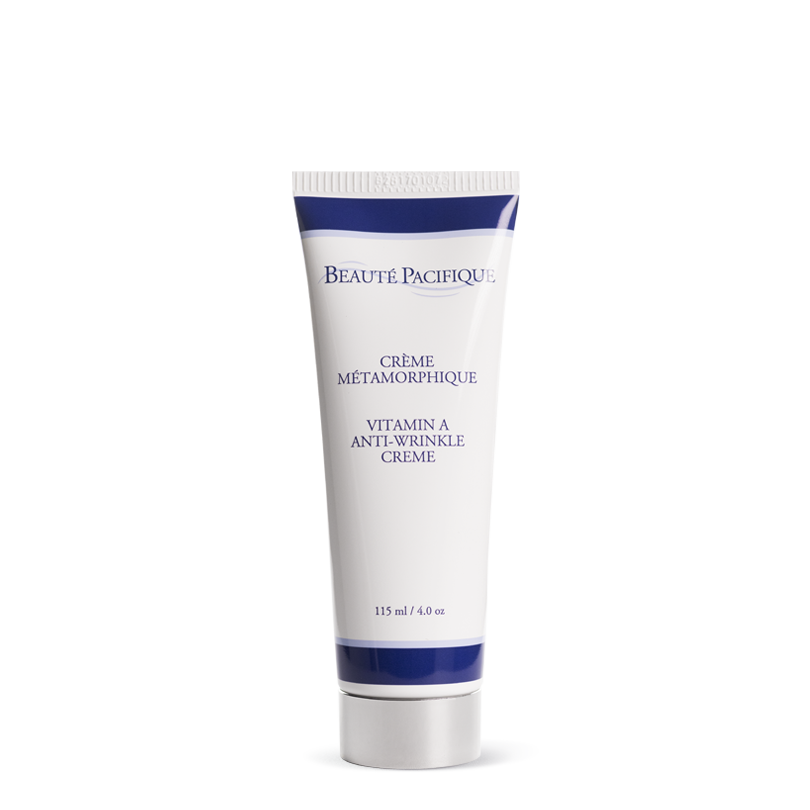 BEAUTÉ PACIFIQUE
CRÈME
MÉTAMORPHIQUE
VITAMIN A
ANTI-WRINKLE
CREME
115 ml / 4.0 oz